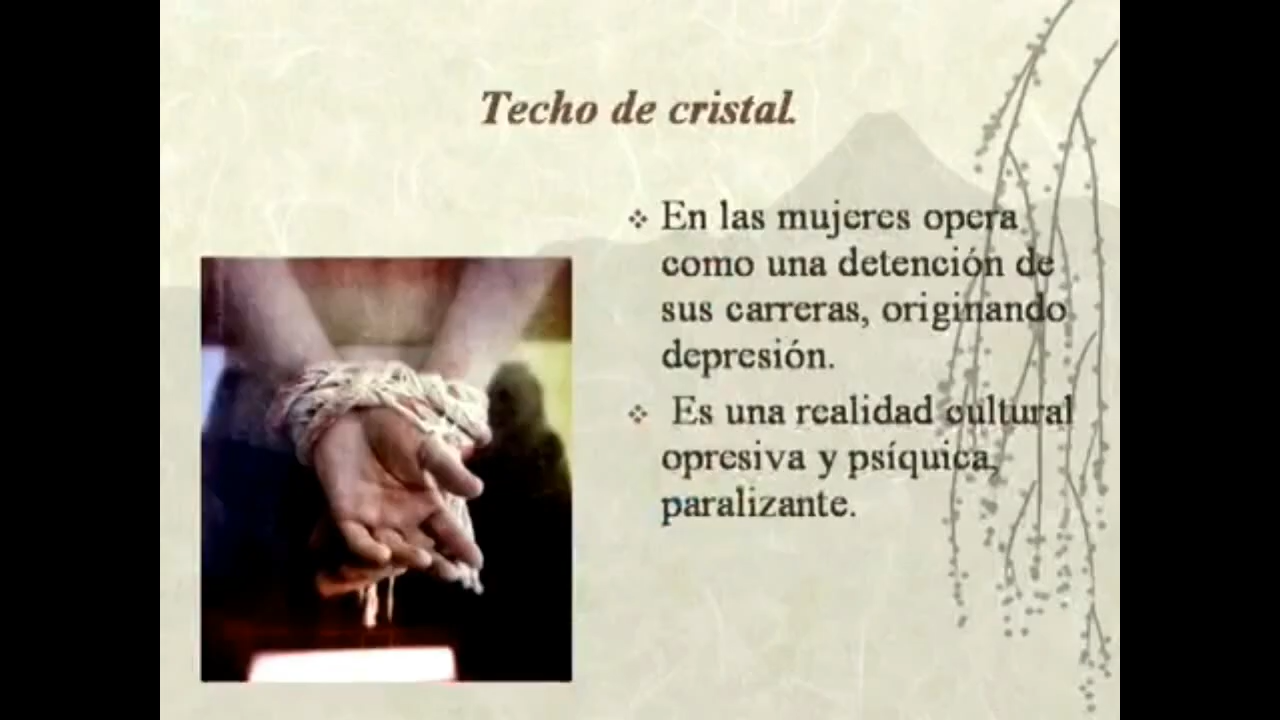 Techo de cristal.
En las mujeres opera
como una detención de
sus carreras, originando
depresión.
Es una realidad cultural
opresiva y psíquica,
paralizante.